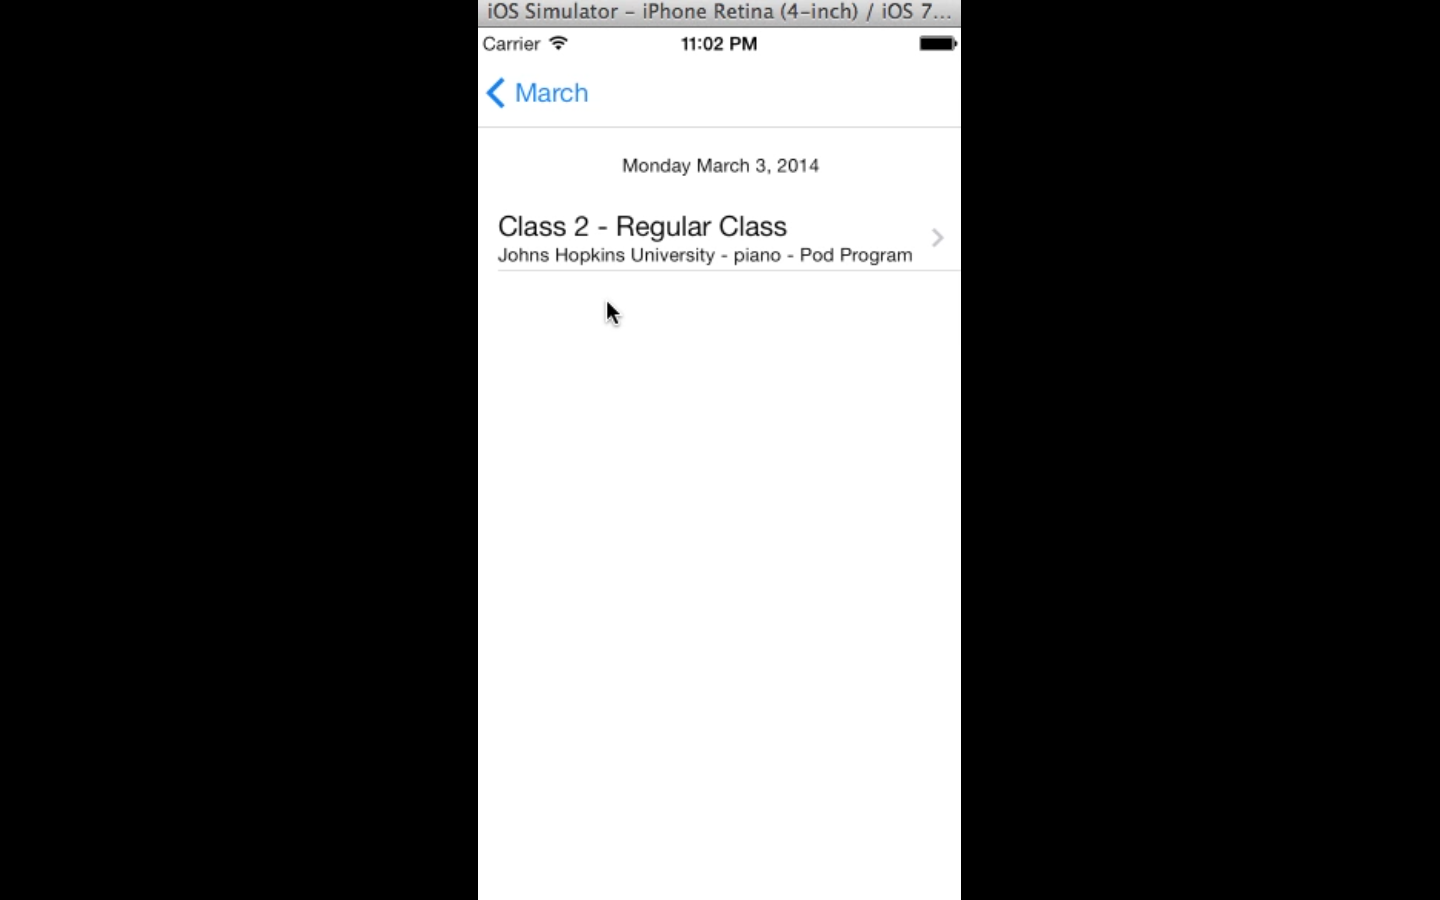 iOS Simulator – iPhone Retina (4-inch) / iOS 7...
Carrier 11:02 PM
March
Monday March 3, 2014
Class 2 - Regular Class
Johns Hopkins University - piano - Pod Program